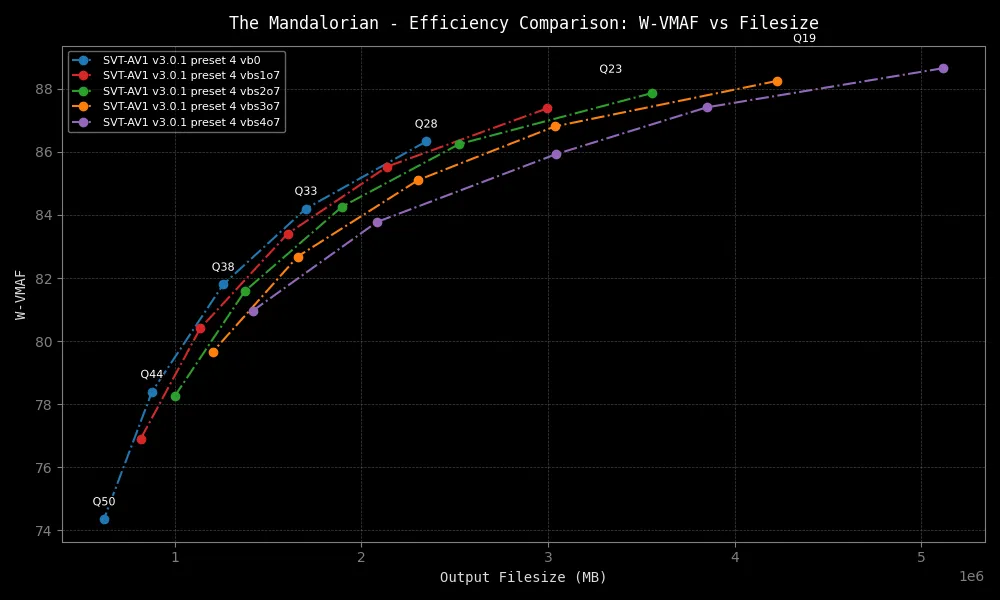 The Mandalorian - Efficiency Comparison: W-VMAF vs Filesize
SVT-AV1 v3.0.1 preset 4 vb0
SVT-AV1 v3.0.1 preset 4 vbs1o7
SVT-AV1 v3.0.1 preset 4 vbs2o7
SVT-AV1 v3.0.1 preset 4 vbs3o7
SVT-AV1 v3.0.1 preset 4 vbs4o7
Q19
Q23
Q28
Q33
Q38
Q44
Q50
W-VMAF
88
86
84
82
80
78
76
74
1 2 3 4 5
1e6
Output Filesize (MB)